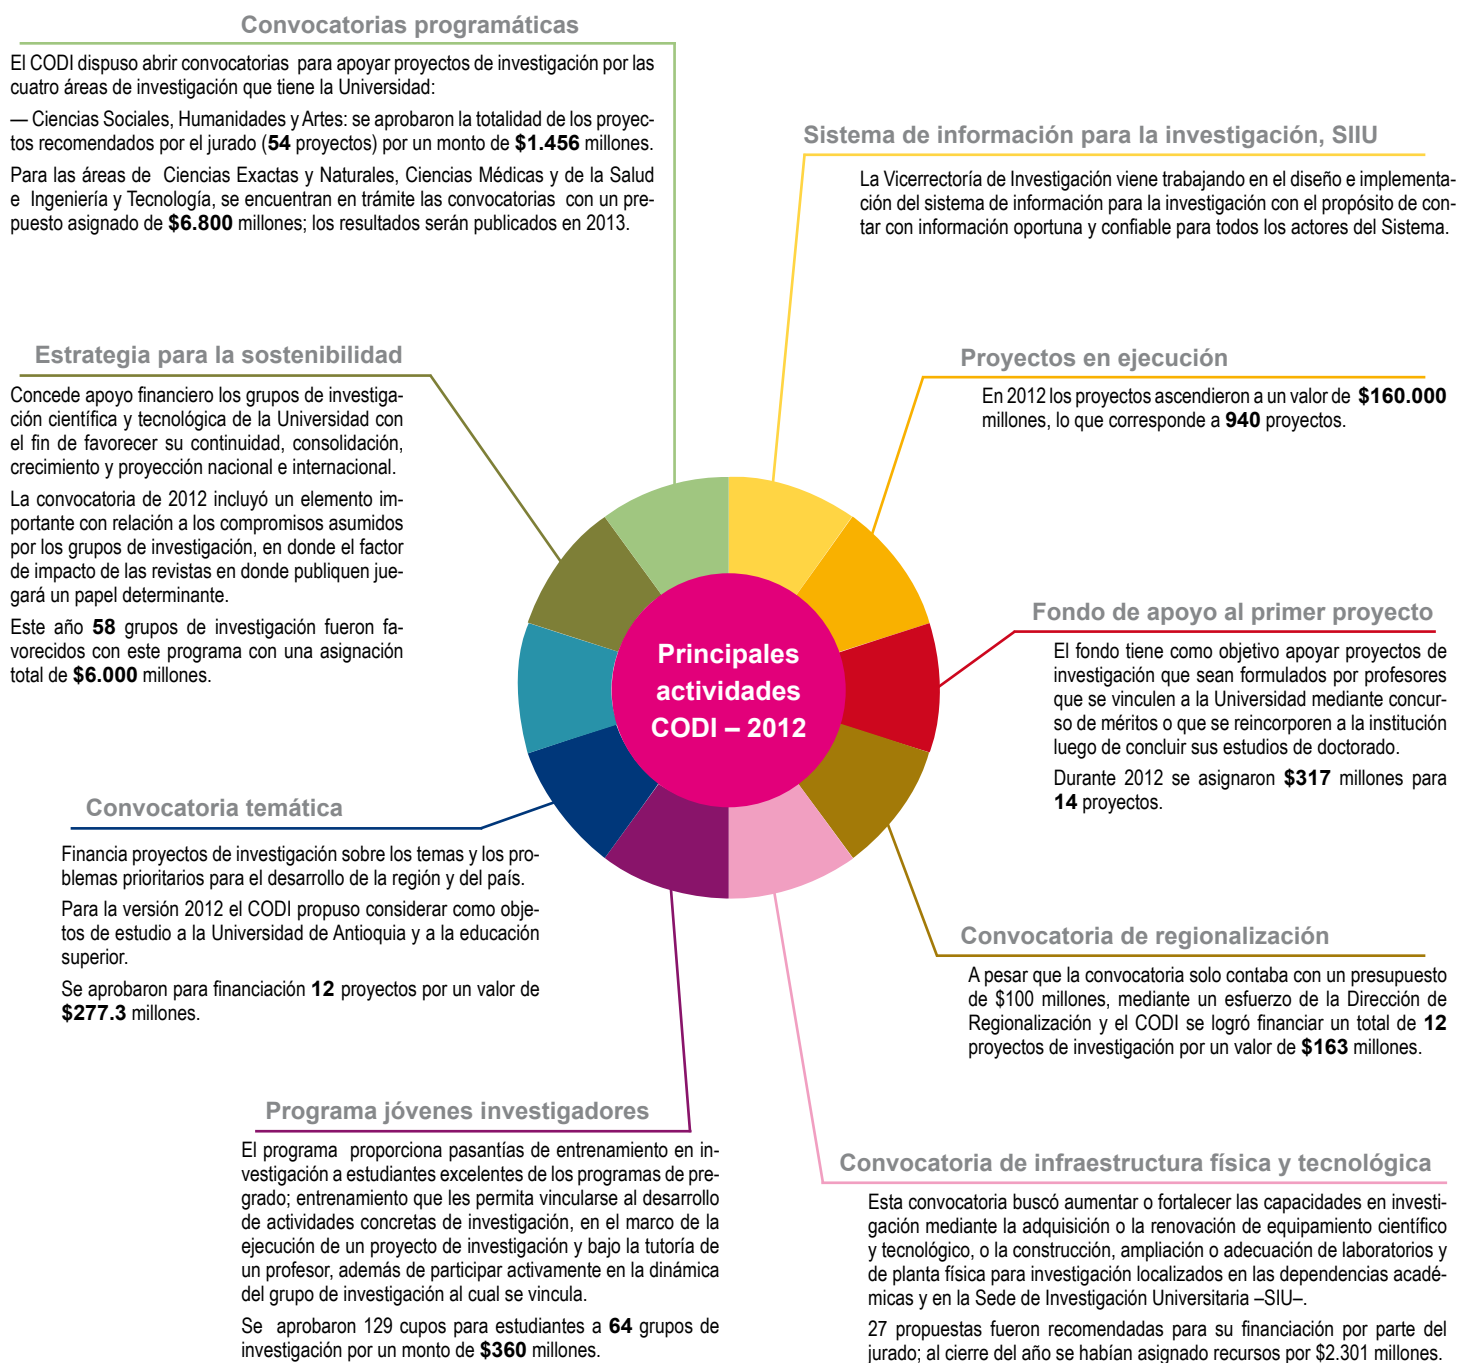 Convocatorias programáticas
El CODI dispuso abrir convocatorias para apoyar proyectos de investigación por las
cuatro áreas de investigación que tiene la Universidad:
— Ciencias Sociales, Humanidades y Artes: se aprobaron la totalidad de los proyec-
tos recomendados por el jurado (54 proyectos) por un monto de $1.456 millones.
Para las áreas de Ciencias Exactas y Naturales, Ciencias Médicas y de la Salud
e Ingeniería y Tecnología, se encuentran en trámite las convocatorias con un pre-
puesto asignado de $6.800 millones; los resultados serán publicados en 2013.
Sistema de información para la investigación, SIIU
La Vicerrectoría de Investigación viene trabajando en el diseño e implementa-
ción del sistema de información para la investigación con el propósito de con-
tar con información oportuna y confiable para todos los actores del Sistema.
Estrategia para la sostenibilidad
Concede apoyo financiero los grupos de investiga-
ción científica y tecnológica de la Universidad con
el fin de favorecer su continuidad, consolidación,
crecimiento y proyección nacional e internacional.
La convocatoria de 2012 incluyó un elemento im-
portante con relación a los compromisos asumidos
por los grupos de investigación, en donde el factor
de impacto de las revistas en donde publiquen jue-
gará un papel determinante.
Este año 58 grupos de investigación fueron fa-
vorecidos con este programa con una asignación
total de $6.000 millones.
Proyectos en ejecución
En 2012 los proyectos ascendieron a un valor de $160.000
millones, lo que corresponde a 940 proyectos.
Principales
actividades
CODI – 2012
Fondo de apoyo al primer proyecto
El fondo tiene como objetivo apoyar proyectos de
investigación que sean formulados por profesores
que se vinculen a la Universidad mediante concur-
so de méritos o que se reincorporen a la institución
luego de concluir sus estudios de doctorado.
Durante 2012 se asignaron $317 millones para
14 proyectos.
Convocatoria temática
Financia proyectos de investigación sobre los temas y los pro-
blemas prioritarios para el desarrollo de la región y del país.
Para la versión 2012 el CODI propuso considerar como obje-
tos de estudio a la Universidad de Antioquia y a la educación
superior.
Se aprobaron para financiación 12 proyectos por un valor de
$277.3 millones.
Convocatoria de regionalización
A pesar que la convocatoria solo contaba con un presupuesto
de $100 millones, mediante un esfuerzo de la Dirección de
Regionalización y el CODI se logró financiar un total de 12
proyectos de investigación por un valor de $163 millones.
Programa jóvenes investigadores
El programa proporciona pasantías de entrenamiento en in-
vestigación a estudiantes excelentes de los programas de pre-
grado; entrenamiento que les permita vincularse al desarrollo
de actividades concretas de investigación, en el marco de la
ejecución de un proyecto de investigación y bajo la tutoría de
un profesor, además de participar activamente en la dinámica
del grupo de investigación al cual se vincula.
Se aprobaron 129 cupos para estudiantes a 64 grupos de
investigación por un monto de $360 millones.
Convocatoria de infraestructura física y tecnológica
Esta convocatoria buscó aumentar o fortalecer las capacidades en investi-
gación mediante la adquisición o la renovación de equipamiento científico
y tecnológico, o la construcción, ampliación o adecuación de laboratorios y
de planta física para investigación localizados en las dependencias acadé-
micas y en la Sede de Investigación Universitaria –SIU–.
27 propuestas fueron recomendadas para su financiación por parte del
jurado; al cierre del año se habían asignado recursos por $2.301 millones.